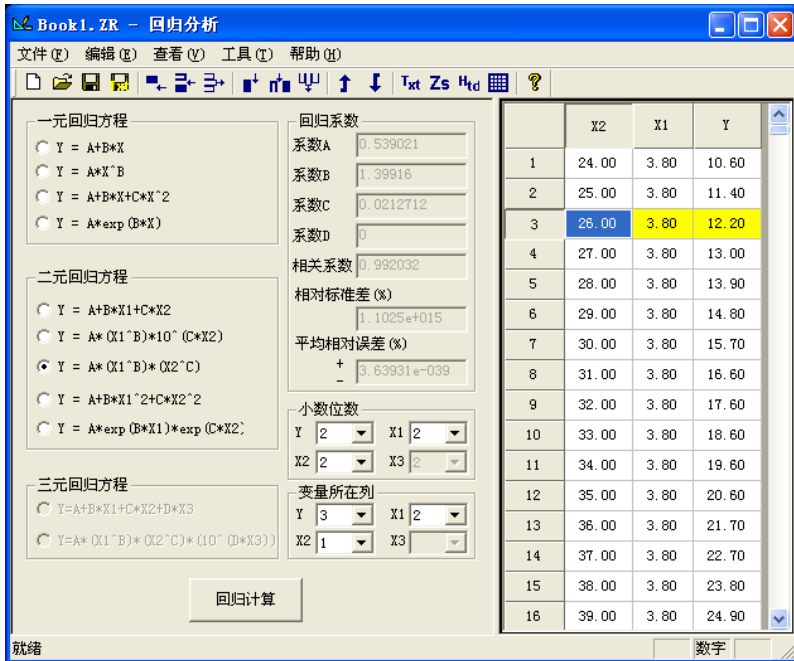 Book1.ZR - 回归分析
文件(F) 编辑(E) 查看(V) 工具(T) 帮助(H)
Txt Zs Htd ?
一元回归方程
Y = A+B*X
Y = A*X^B
Y = A+B*X+C*X^2
Y = A*exp(B*X)
二元回归方程
Y = A+B*X1+C*X2
Y = A*(X1^B)*10^(C*X2)
Y = A*(X1^B)*(X2^C)
Y = A+B*X1^2+C*X2^2
Y = A*exp(B*X1)*exp(C*X2)
三元回归方程
Y=A+B*X1+C*X2+D*X3
Y=A*(X1^B)*(X2^C)*(10^(D*X3))
回归计算
回归系数
系数A 0.539021
系数B 1.39916
系数C 0.0212712
系数D 0
相关系数 0.992032
相对标准差(%)
1.1025e+015
平均相对误差(%)
+
- 3.63931e-039
小数位数
Y 2 X1 2
X2 2 X3 2
变量所在列
Y 3 X1 2
X2 1 X3
X2 X1 Y
1 24.00 3.80 10.60
2 25.00 3.80 11.40
3 26.00 3.80 12.20
4 27.00 3.80 13.00
5 28.00 3.80 13.90
6 29.00 3.80 14.80
7 30.00 3.80 15.70
8 31.00 3.80 16.60
9 32.00 3.80 17.60
10 33.00 3.80 18.60
11 34.00 3.80 19.60
12 35.00 3.80 20.60
13 36.00 3.80 21.70
14 37.00 3.80 22.70
15 38.00 3.80 23.80
16 39.00 3.80 24.90
就绪
数字